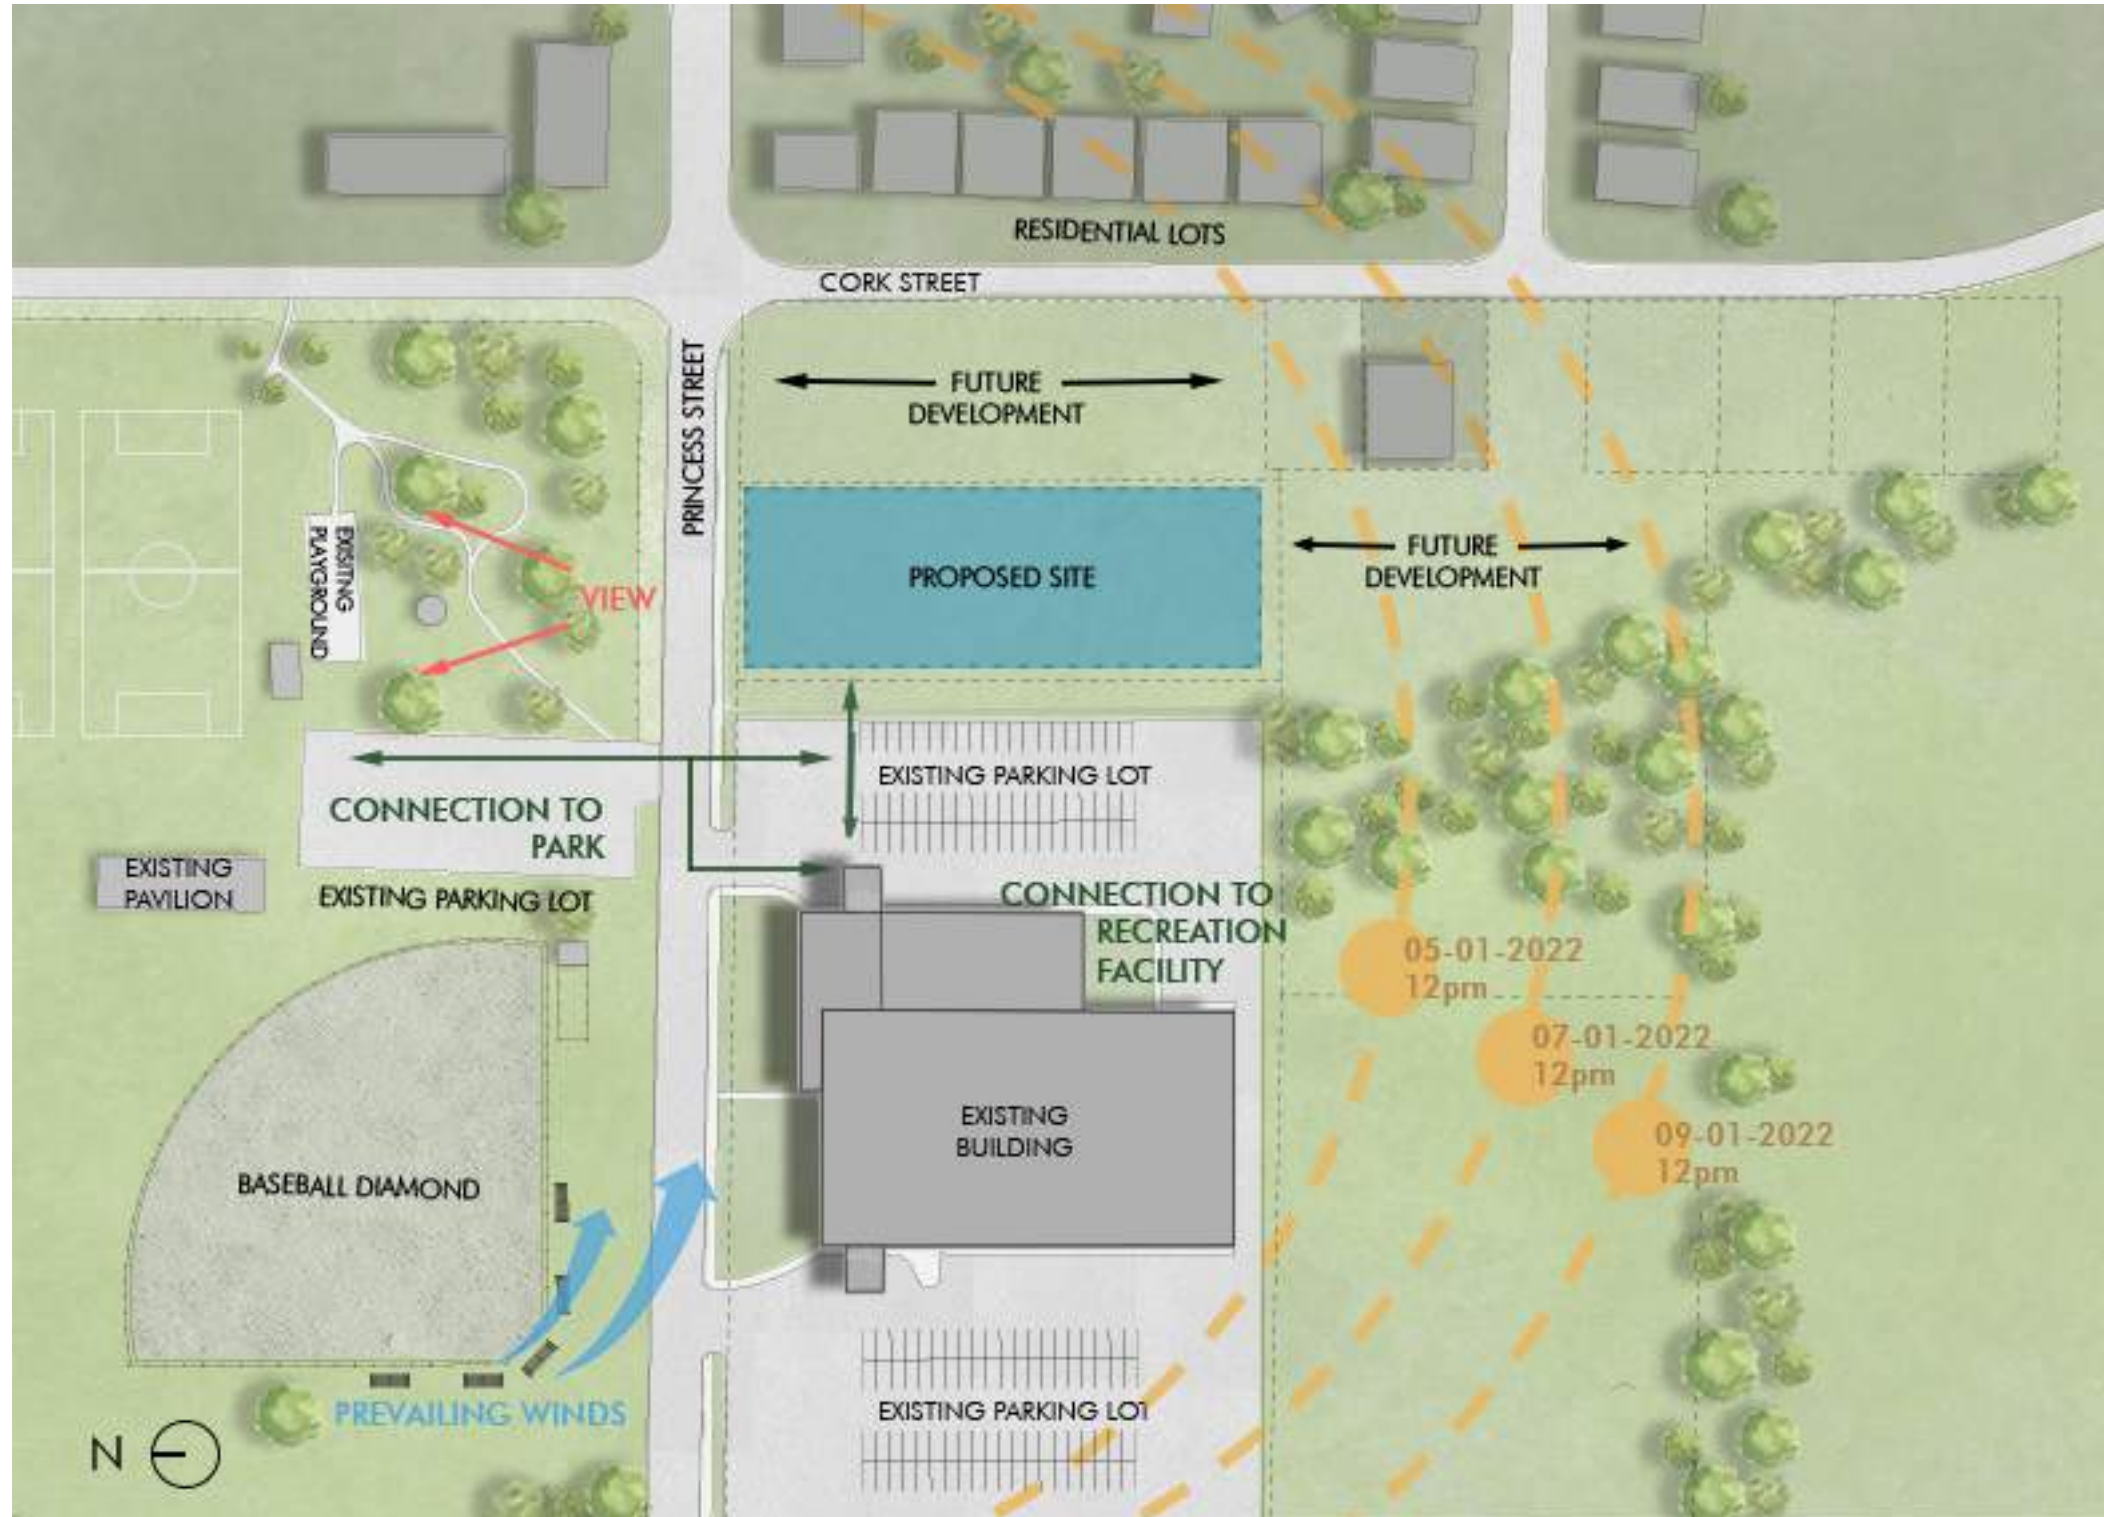 RESIDENTIAL LOTS
CORK STREET
PRINCESS STREET
FUTURE
DEVELOPMENT
EXISITNG
PLAYGROUND
VIEW
PROPOSED SITE
FUTURE
DEVELOPMENT
EXISTING PARKING LOT
CONNECTION TO
PARK
EXISTING
PAVILION
EXISTING PARKING LOT
CONNECTION TO
RECREATION
FACILITY
05-01-2022
12pm
07-01-2022
12pm
09-01-2022
12pm
EXISTING
BUILDING
BASEBALL DIAMOND
PREVAILING WINDS
EXISTING PARKING LOT
N